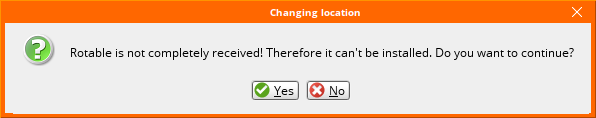 Changing location
Rotable is not completely received! Therefore it can't be installed. Do you want to continue?
Yes
No